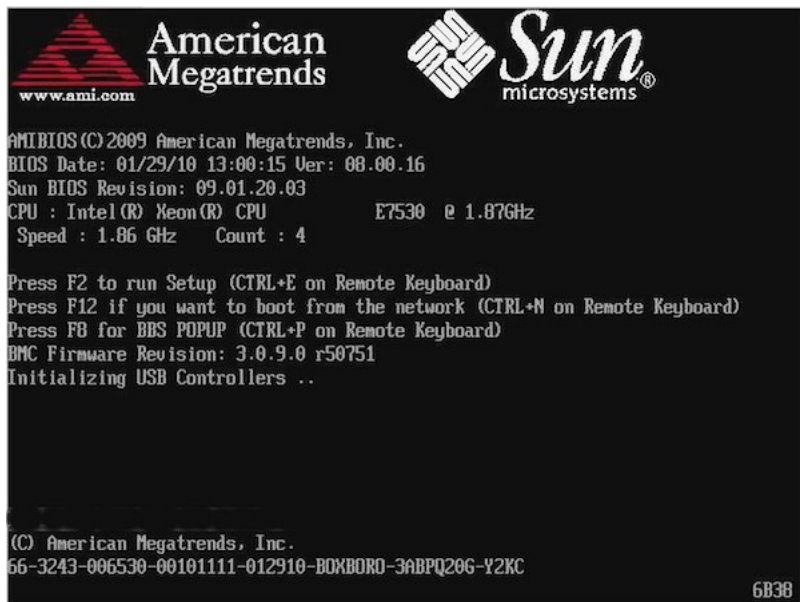 American
Megatrends
www.ami.com
Sun
microsystems
AMIBIOS(C)2009 American Megatrends, Inc.
BIOS Date: 01/29/10 13:00:15 Ver: 08.00.16
Sun BIOS Revision: 09.01.20.03
CPU : Intel(R) Xeon(R) CPU E7530 @ 1.87GHz
Speed : 1.86 GHz Count : 4
Press F2 to run Setup (CTRL+E on Remote Keyboard)
Press F12 if you want to boot from the network (CTRL+N on Remote Keyboard)
Press F8 for BBS POPUP (CTRL+P on Remote Keyboard)
BMC Firmware Revision: 3.0.9.0 r50751
Initializing USB Controllers ..
(C) American Megatrends, Inc.
66-3243-006530-00101111-012910-BOXBORO-3ABPQ20G-Y2KC
6B38